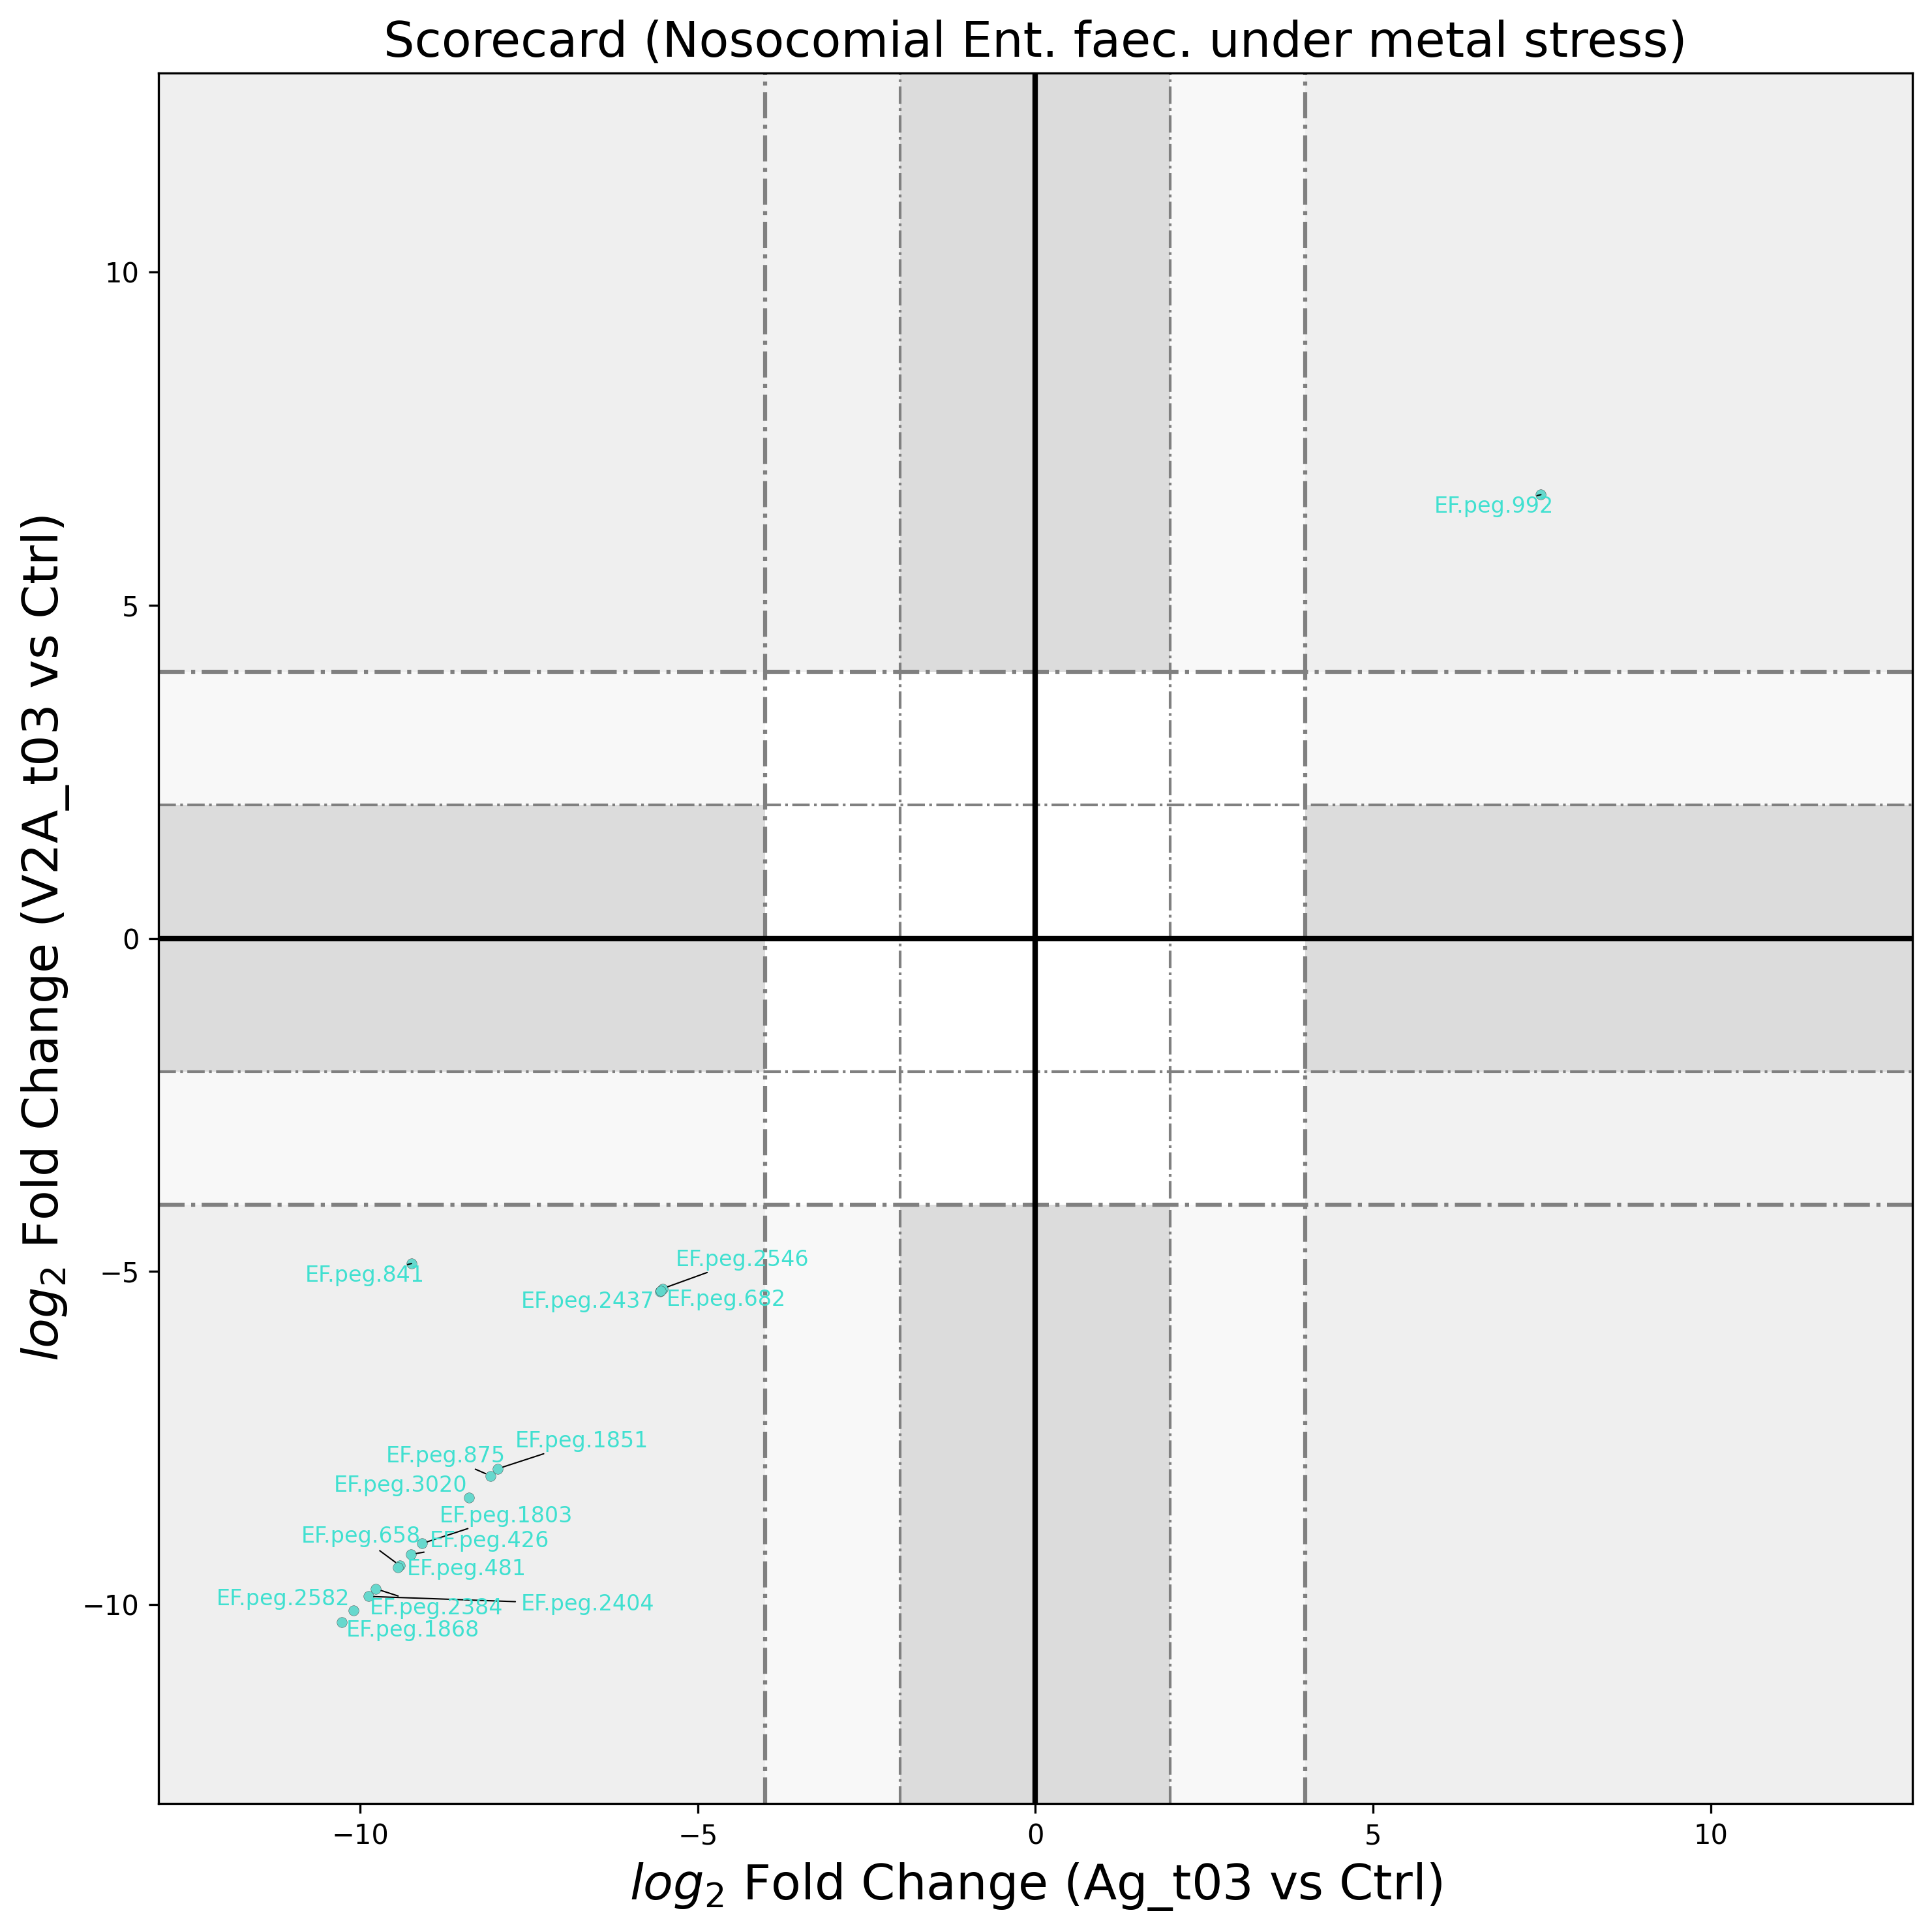 Scorecard (Nosocomial Ent. faec. under metal stress)
log2 Fold Change (V2A_t03 vs Ctrl)
10
5
0
−5
−10
EF.peg.992
EF.peg.2546
EF.peg.841
EF.peg.2437
EF.peg.682
EF.peg.1851
EF.peg.875
EF.peg.3020
EF.peg.1803
EF.peg.658
EF.peg.426
EF.peg.481
EF.peg.2582
EF.peg.2404
EF.peg.2384
EF.peg.1868
−10
−5
0
5
10
log2 Fold Change (Ag_t03 vs Ctrl)